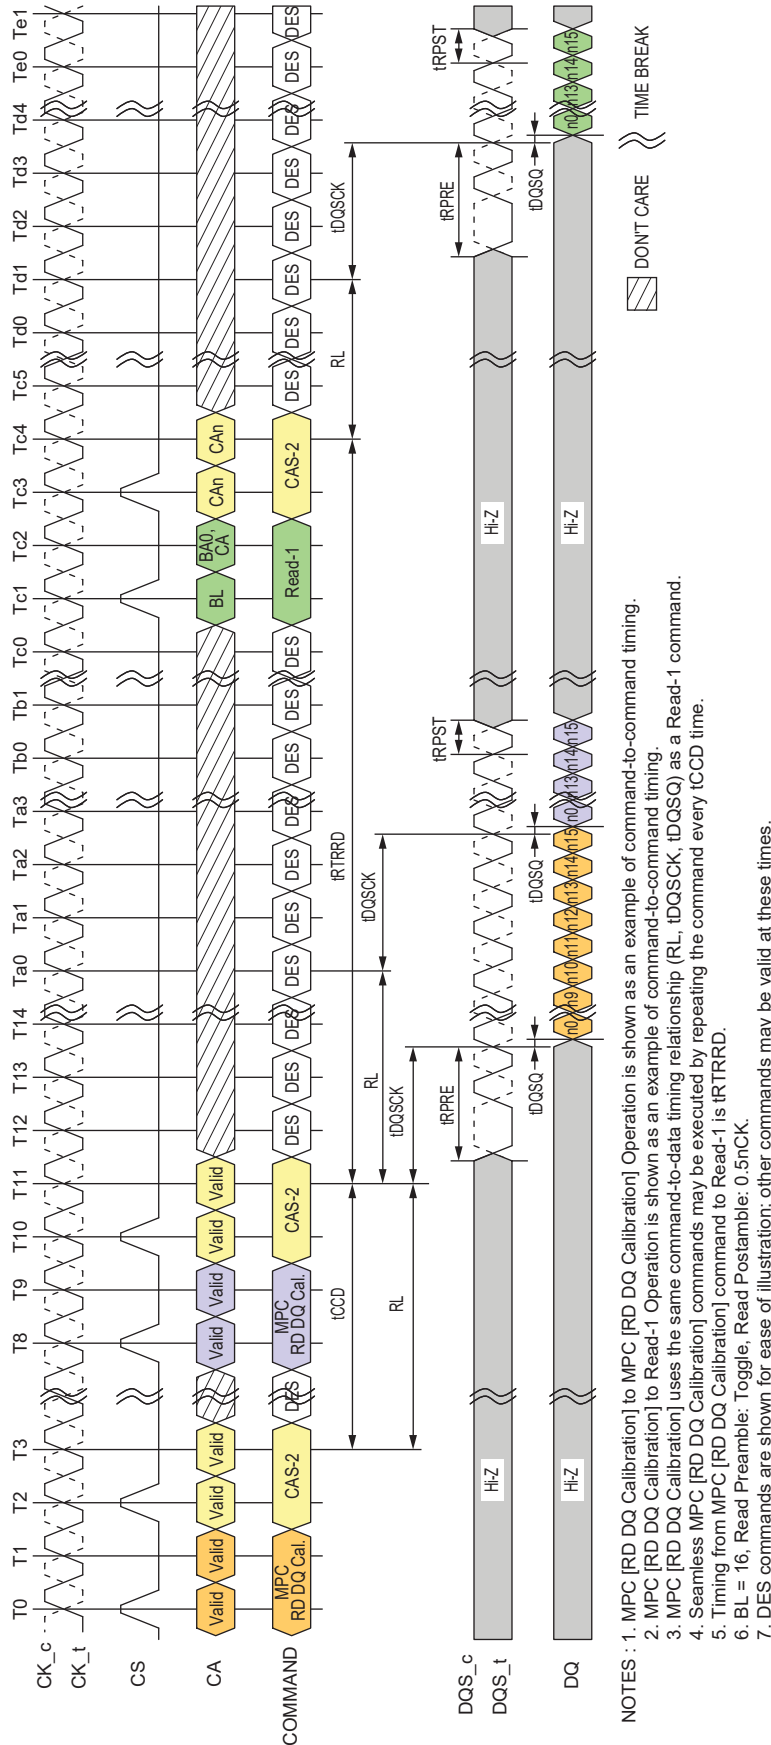 T0 T1 T2 T3 T8 T9 T10 T11 T12 T13 T14 Ta0 Ta1 Ta2 Ta3 Tb0 Tb1 Tc0 Tc1 Tc2 Tc3 Tc4 Tc5 Td0 Td1 Td2 Td3 Td4 Te0 Te1
CK_c
CK_t
CS
CA
Valid Valid Valid Valid Valid Valid Valid Valid BL BA0, CA CAn CAn
COMMAND
MPC RD DQ Cal. CAS-2 DES MPC RD DQ Cal. CAS-2 DES DES DES DES DES DES DES DES DES DES Read-1 CAS-2 DES DES DES DES DES DES DES DES
tCCD tRTRRD RL tDQSCK
RL tDQSCK
RL tDQSCK
tRPRE tRPST tRPRE tRPST
DQS_c
DQS_t
Hi-Z Hi-Z
tDQSQ tDQSQ tDQSQ
DQ
Hi-Z n0 n9 n10 n11 n12 n13 n14 n15 n0 n13 n14 n15 Hi-Z n0 n13 n14 n15
DON'T CARE TIME BREAK
NOTES : 1. MPC [RD DQ Calibration] to MPC [RD DQ Calibration] Operation is shown as an example of command-to-command timing.
2. MPC [RD DQ Calibration] to Read-1 Operation is shown as an example of command-to-command timing.
3. MPC [RD DQ Calibration] uses the same command-to-data timing relationship (RL, tDQSCK, tDQSQ) as a Read-1 command.
4. Seamless MPC [RD DQ Calibration] commands may be executed by repeating the command every tCCD time.
5. Timing from MPC [RD DQ Calibration] command to Read-1 is tRTRRD.
6. BL = 16, Read Preamble: Toggle, Read Postamble: 0.5nCK.
7. DES commands are shown for ease of illustration; other commands may be valid at these times.